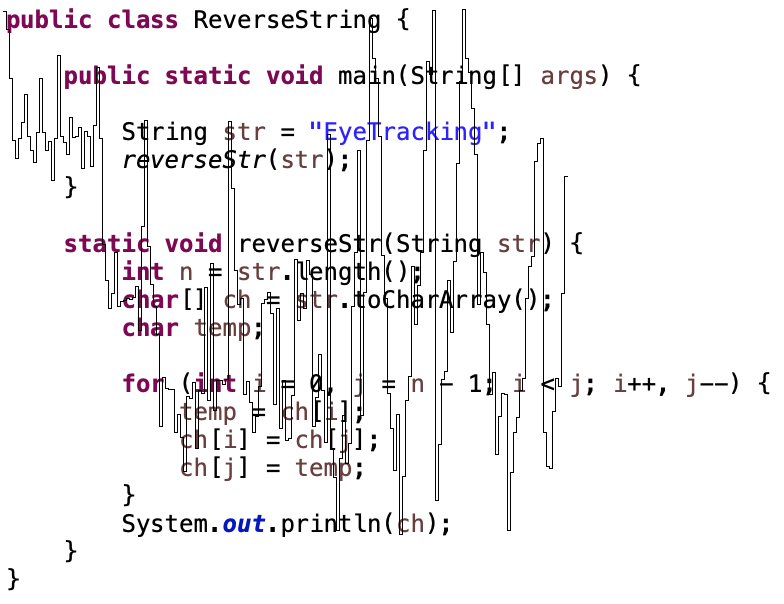 public class ReverseString {
public static void main(String[] args) {
String str = "EyeTracking";
reverseStr(str);
}
static void reverseStr(String str) {
int n = str.length();
char[] ch = str.toCharArray();
char temp;
for (int i = 0, j = n - 1; i < j; i++, j--) {
temp = ch[i];
ch[i] = ch[j];
ch[j] = temp;
}
System.out.println(ch);
}
}